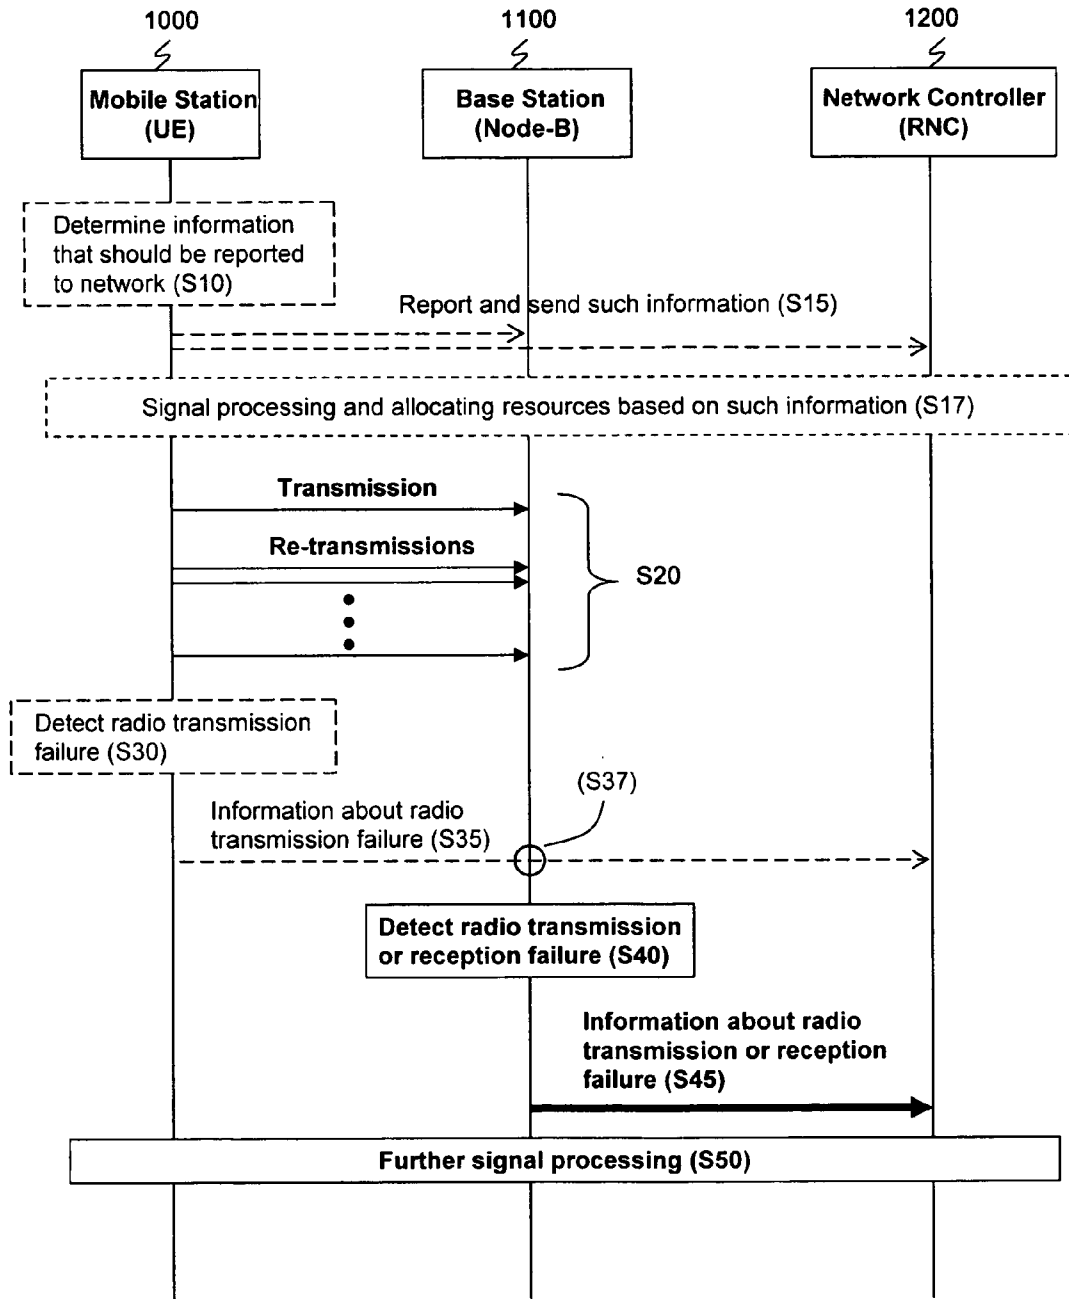 1000
1100
1200
Mobile Station
(UE)
Base Station
(Node-B)
Network Controller
(RNC)
Determine information
that should be reported
to network (S10)
Report and send such information (S15)
Signal processing and allocating resources based on such information (S17)
Transmission
Re-transmissions
S20
Detect radio transmission
failure (S30)
(S37)
Information about radio
transmission failure (S35)
Detect radio transmission
or reception failure (S40)
Information about radio
transmission or reception
failure (S45)
Further signal processing (S50)